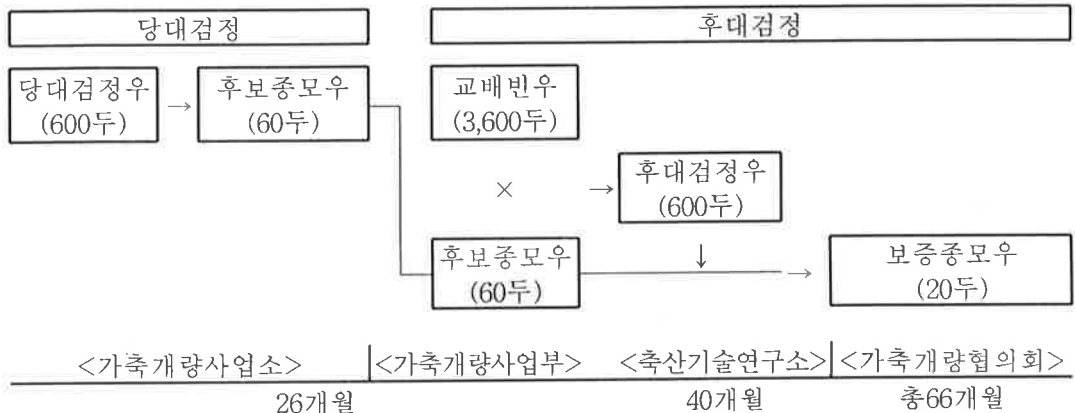 당대검정
후대검정
당대검정우
(600두)
→
후보종모우
(60두)
교배빈우
(3,600두)
×
→
후대검정우
(600두)
↓
후보종모우
(60두)
→
보증종모우
(20두)
<가축개량사업소>
<가축개량사업부>
<축산기술연구소>
<가축개량협의회>
26개월
40개월
총66개월